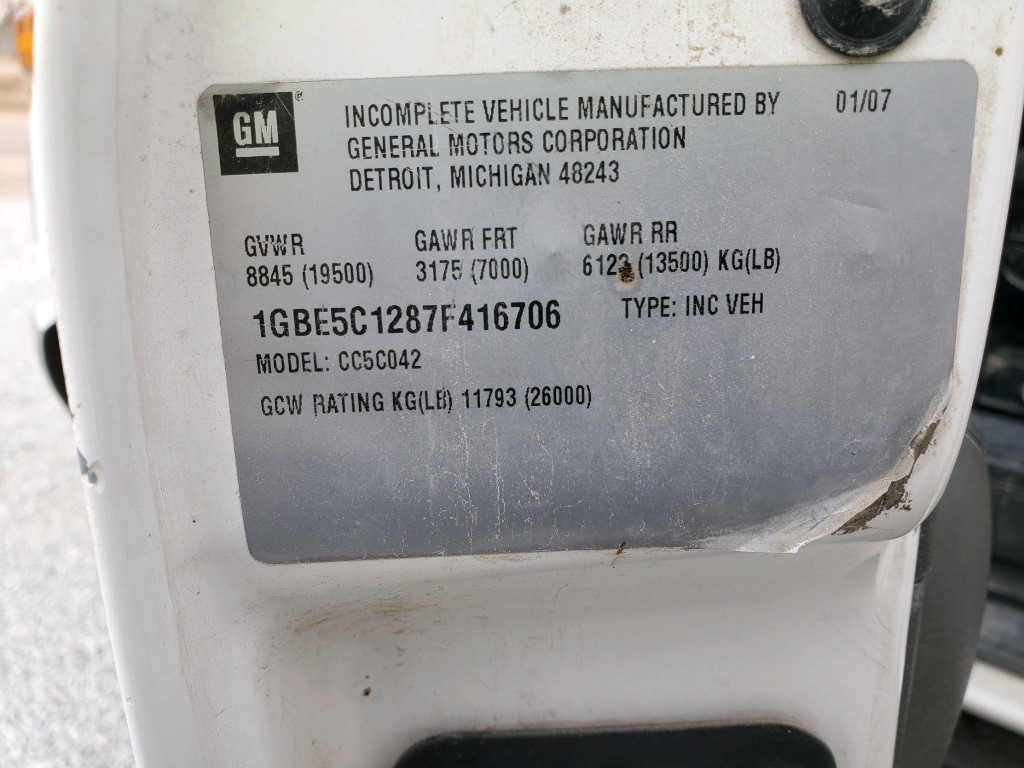 GM ® INCOMPLETE VEHICLE MANUFACTURED BY 01/07
GENERAL MOTORS CORPORATION
DETROIT, MICHIGAN 48243
GVWR GAWR FRT GAWR RR
8845 (19500) 3175 (7000) 6123 (13500) KG(LB)
1GBE5C1287F416706 TYPE: INC VEH
MODEL: CC5C042
GCW RATING KG(LB) 11793 (26000)